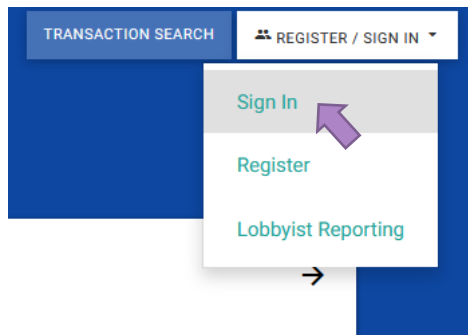 TRANSACTION SEARCH
REGISTER / SIGN IN
Sign In
Register
Lobbyist Reporting